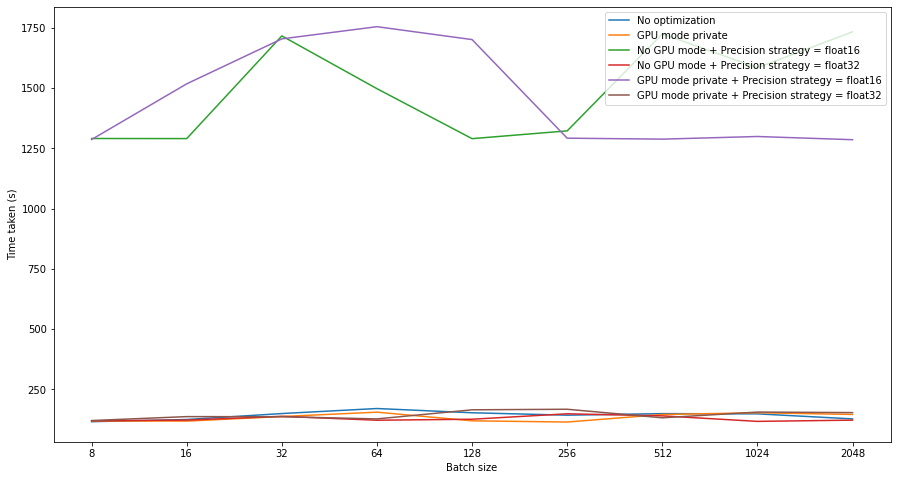 No optimization
GPU mode private
No GPU mode + Precision strategy = float16
No GPU mode + Precision strategy = float32
GPU mode private + Precision strategy = float16
GPU mode private + Precision strategy = float32
1750
1500
1250
1000
750
500
250
Time taken (s)
8 16 32 64 128 256 512 1024 2048
Batch size